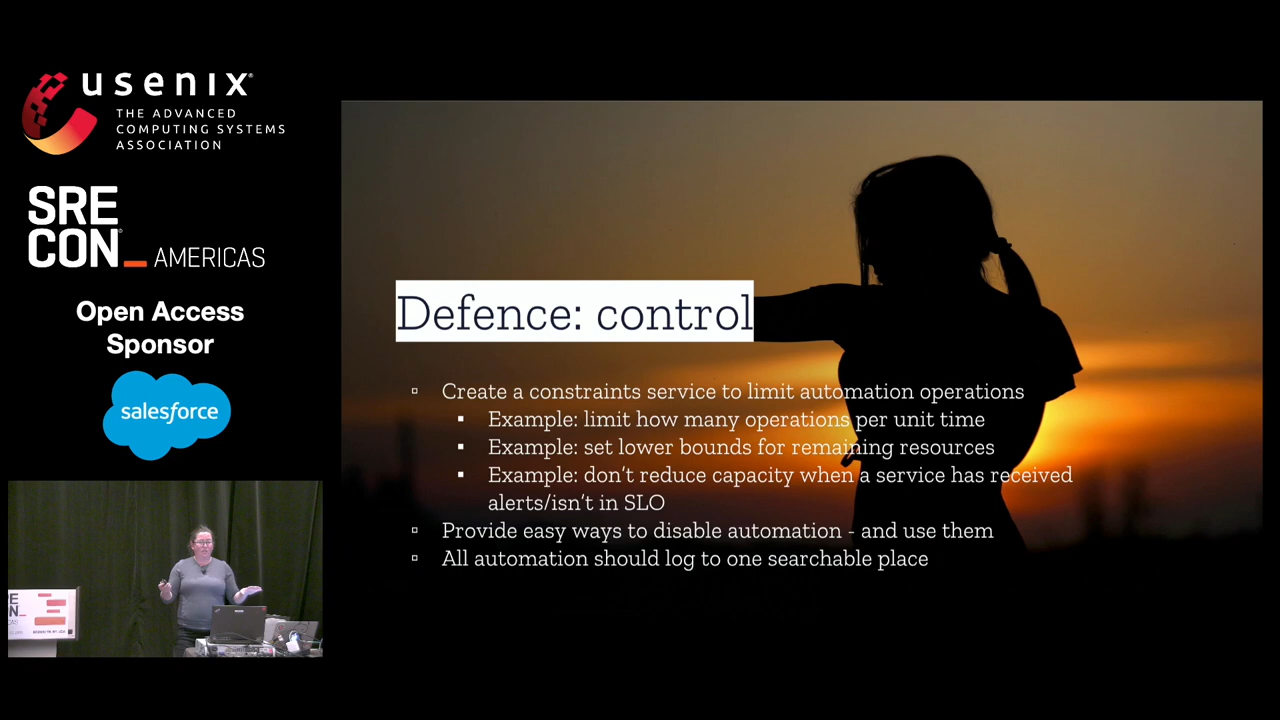 usenix
THE ADVANCED
COMPUTING SYSTEMS
ASSOCIATION
SRE
CON_ AMERICAS
Open Access
Sponsor
salesforce
Defence: control
Create a constraints service to limit automation operations
Example: limit how many operations per unit time
Example: set lower bounds for remaining resources
Example: don't reduce capacity when a service has received
alerts/isn't in SLO
Provide easy ways to disable automation - and use them
All automation should log to one searchable place